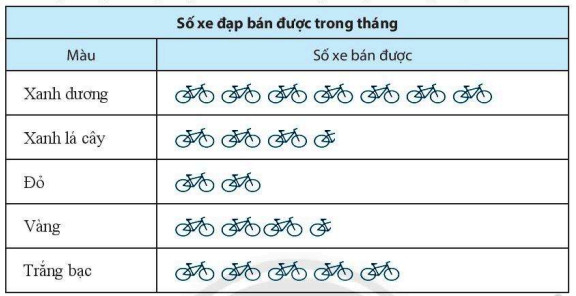 Số xe đạp bán được trong tháng
Màu Số xe bán được
Xanh dương
Xanh lá cây
Đỏ
Vàng
Trắng bạc